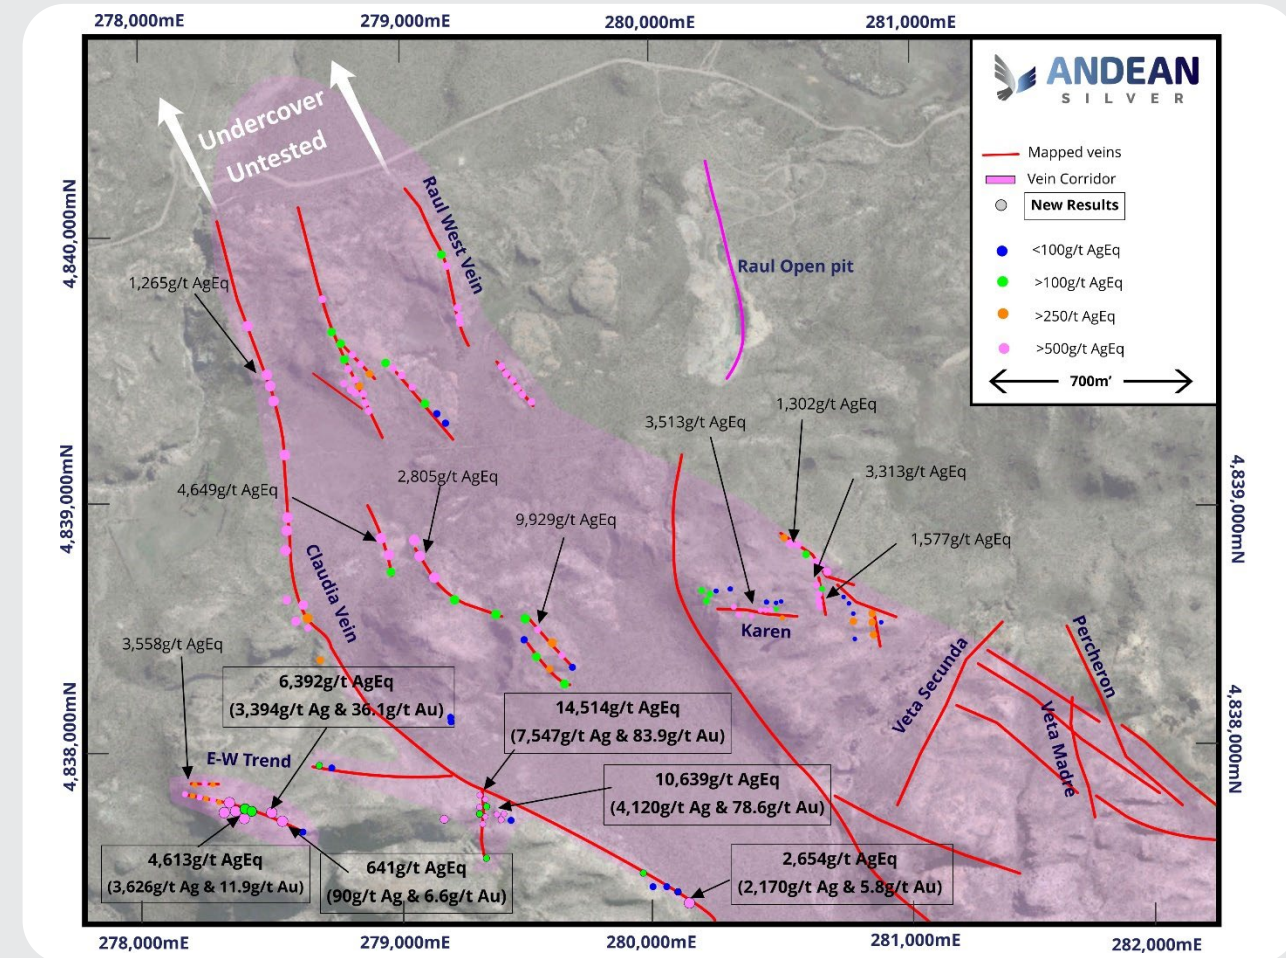 278,000mE 279,000mE 280,000mE 281,000mE
ANDEAN
SILVER
Mapped veins
Vein Corridor
New Results
<100g/t AgEq
>100g/t AgEq
>250/t AgEq
>500g/t AgEq
700m’
Undercover
Untested
Raul West Vein
Raul Open pit
4,840,000mN
1,265g/t AgEq
1,302g/t AgEq
3,513g/t AgEq
3,313g/t AgEq
2,805g/t AgEq
4,649g/t AgEq
9,929g/t AgEq
1,577g/t AgEq
4,839,000mN
4,839,000mN
Claudia Vein
Karen
3,558g/t AgEq
Percheron
Veta Secunda
Veta Madre
6,392g/t AgEq
(3,394g/t Ag & 36.1g/t Au)
14,514g/t AgEq
(7,547g/t Ag & 83.9g/t Au)
4,838,000mN
4,838,000mN
E-W Trend
10,639g/t AgEq
(4,120g/t Ag & 78.6g/t Au)
4,613g/t AgEq
(3,626g/t Ag & 11.9g/t Au)
641g/t AgEq
(90g/t Ag & 6.6g/t Au)
2,654g/t AgEq
(2,170g/t Ag & 5.8g/t Au)
278,000mE 279,000mE 280,000mE 281,000mE 282,000mE